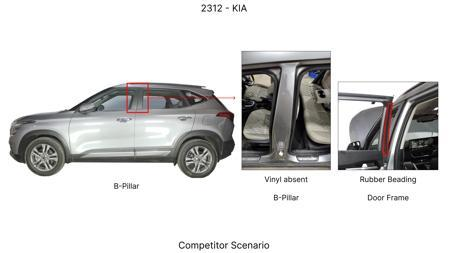 2312 - KIA
B-Pillar
Vinyl absent
B-Pillar
Rubber Beading
Door Frame
Competitor Scenario